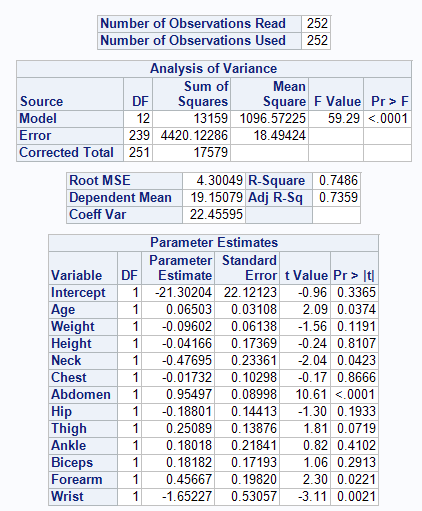 Number of Observations Read 252
Number of Observations Used 252
Analysis of Variance
Source DF Sum of Squares Mean Square F Value Pr > F
Model 12 13159 1096.57225 59.29 <.0001
Error 239 4420.12286 18.49424
Corrected Total 251 17579
Root MSE 4.30049 R-Square 0.7486
Dependent Mean 19.15079 Adj R-Sq 0.7359
Coeff Var 22.45595
Parameter Estimates
Variable DF Parameter Estimate Standard Error t Value Pr > |t|
Intercept 1 -21.30204 22.12123 -0.96 0.3365
Age 1 0.06503 0.03108 2.09 0.0374
Weight 1 -0.09602 0.06138 -1.56 0.1191
Height 1 -0.04166 0.17369 -0.24 0.8107
Neck 1 -0.47695 0.23361 -2.04 0.0423
Chest 1 -0.01732 0.10298 -0.17 0.8666
Abdomen 1 0.95497 0.08998 10.61 <.0001
Hip 1 -0.18801 0.14413 -1.30 0.1933
Thigh 1 0.25089 0.13876 1.81 0.0719
Ankle 1 0.18018 0.21841 0.82 0.4102
Biceps 1 0.18182 0.17193 1.06 0.2913
Forearm 1 0.45667 0.19820 2.30 0.0221
Wrist 1 -1.65227 0.53057 -3.11 0.0021